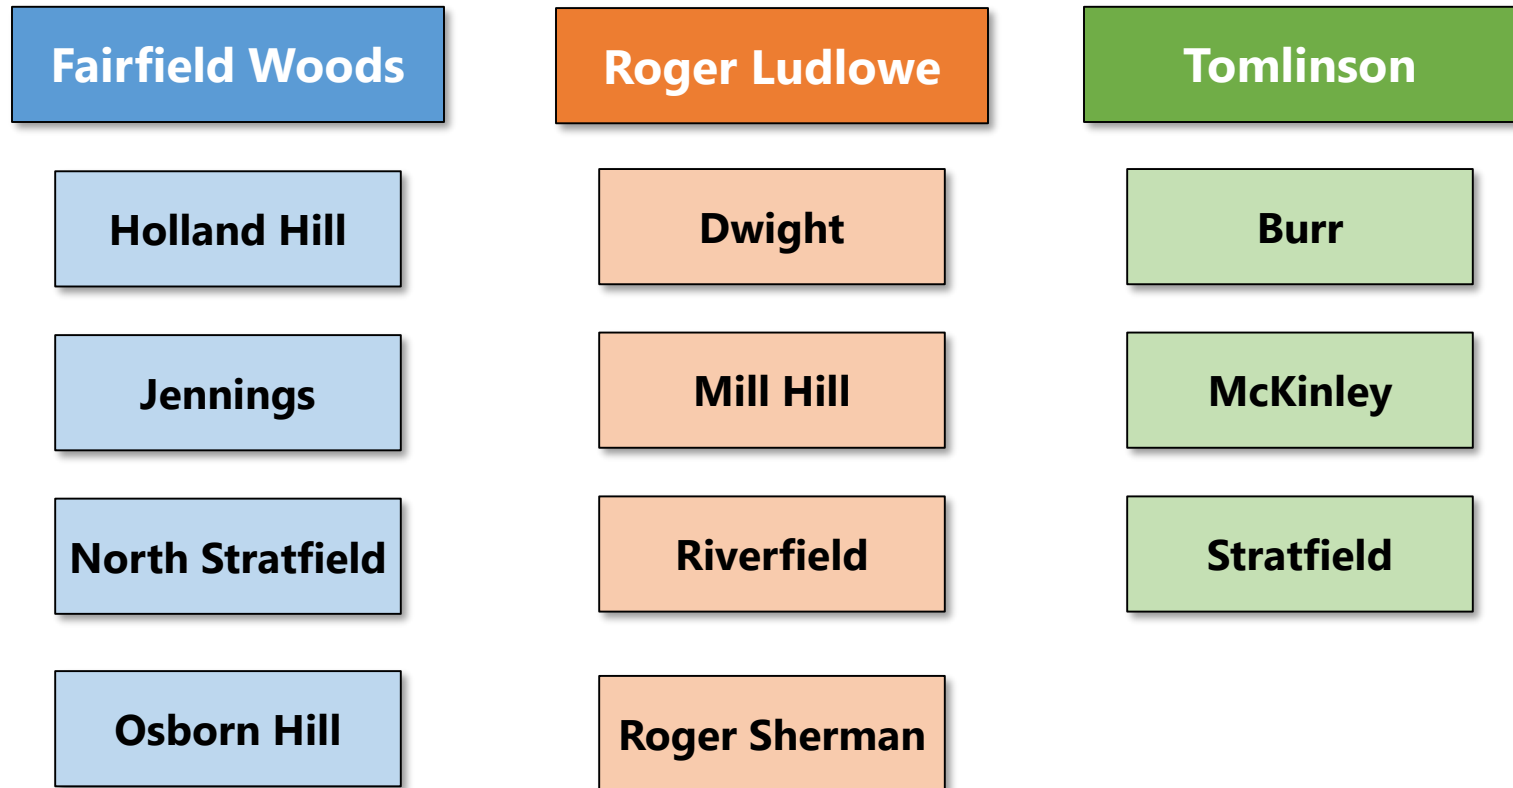 Fairfield Woods
Holland Hill
Jennings
North Stratfield
Osborn Hill
Roger Ludlowe
Dwight
Mill Hill
Riverfield
Roger Sherman
Tomlinson
Burr
McKinley
Stratfield